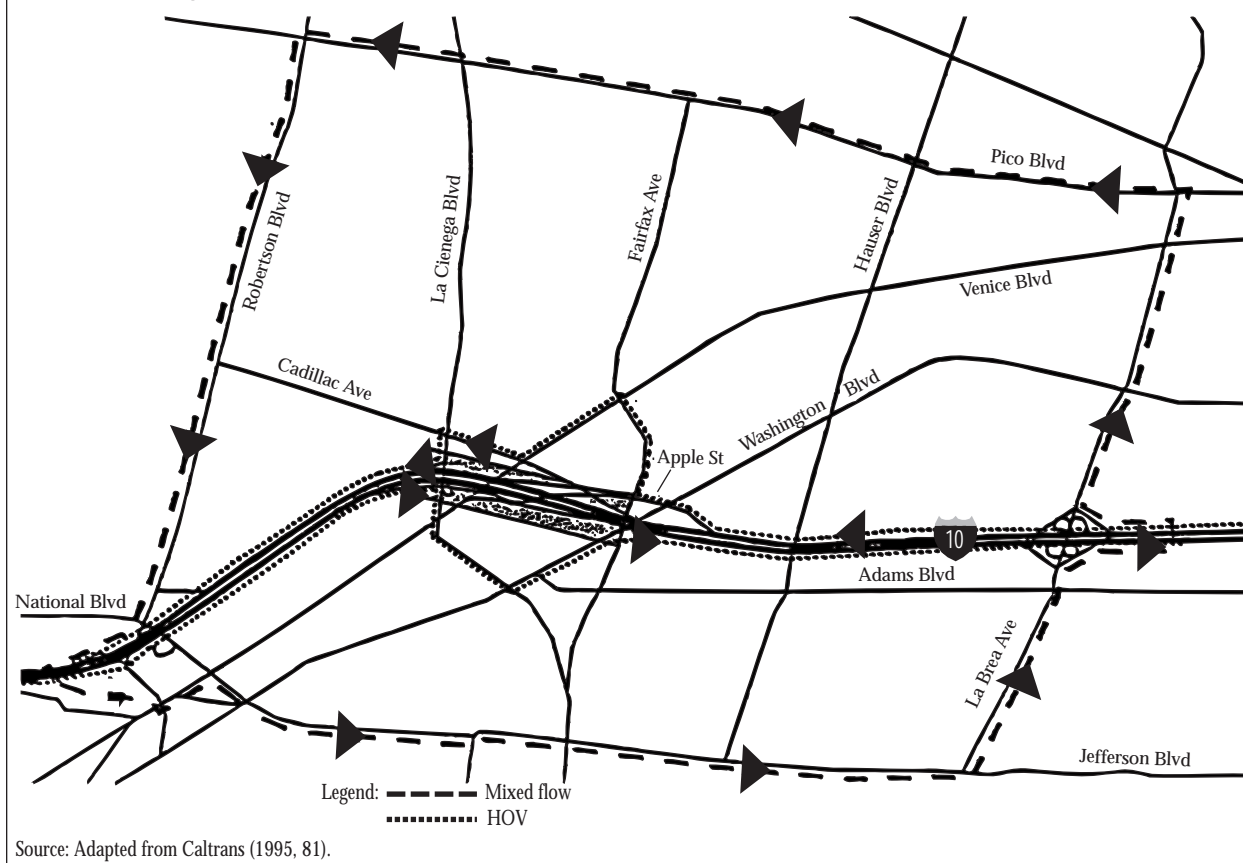 Pico Blvd
Robertson Blvd
La Cienega Blvd
Fairfax Ave
Hauser Blvd
Venice Blvd
Cadillac Ave
Washington Blvd
Apple St
10
Adams Blvd
National Blvd
La Brea Ave
Jefferson Blvd
Legend: Mixed flow
HOV
Source: Adapted from Caltrans (1995, 81).